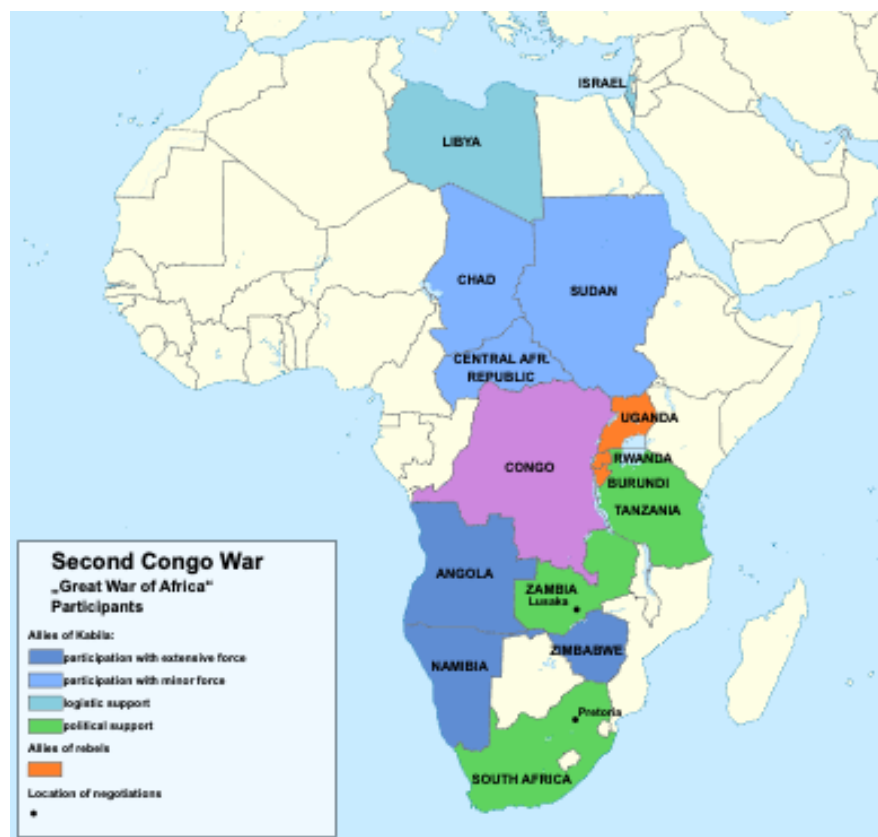 ISRAEL
LIBYA
CHAD
SUDAN
CENTRAL AFR.
REPUBLIC
UGANDA
CONGO
RWANDA
BURUNDI
TANZANIA
ANGOLA
ZAMBIA
Lusaka
NAMIBIA
ZIMBABWE
Pretoria
SOUTH AFRICA
Second Congo War
„Great War of Africa“
Participants
Allies of Kabila:
participation with extensive force
participation with minor force
logistic support
political support
Allies of rebels
Location of negotiations